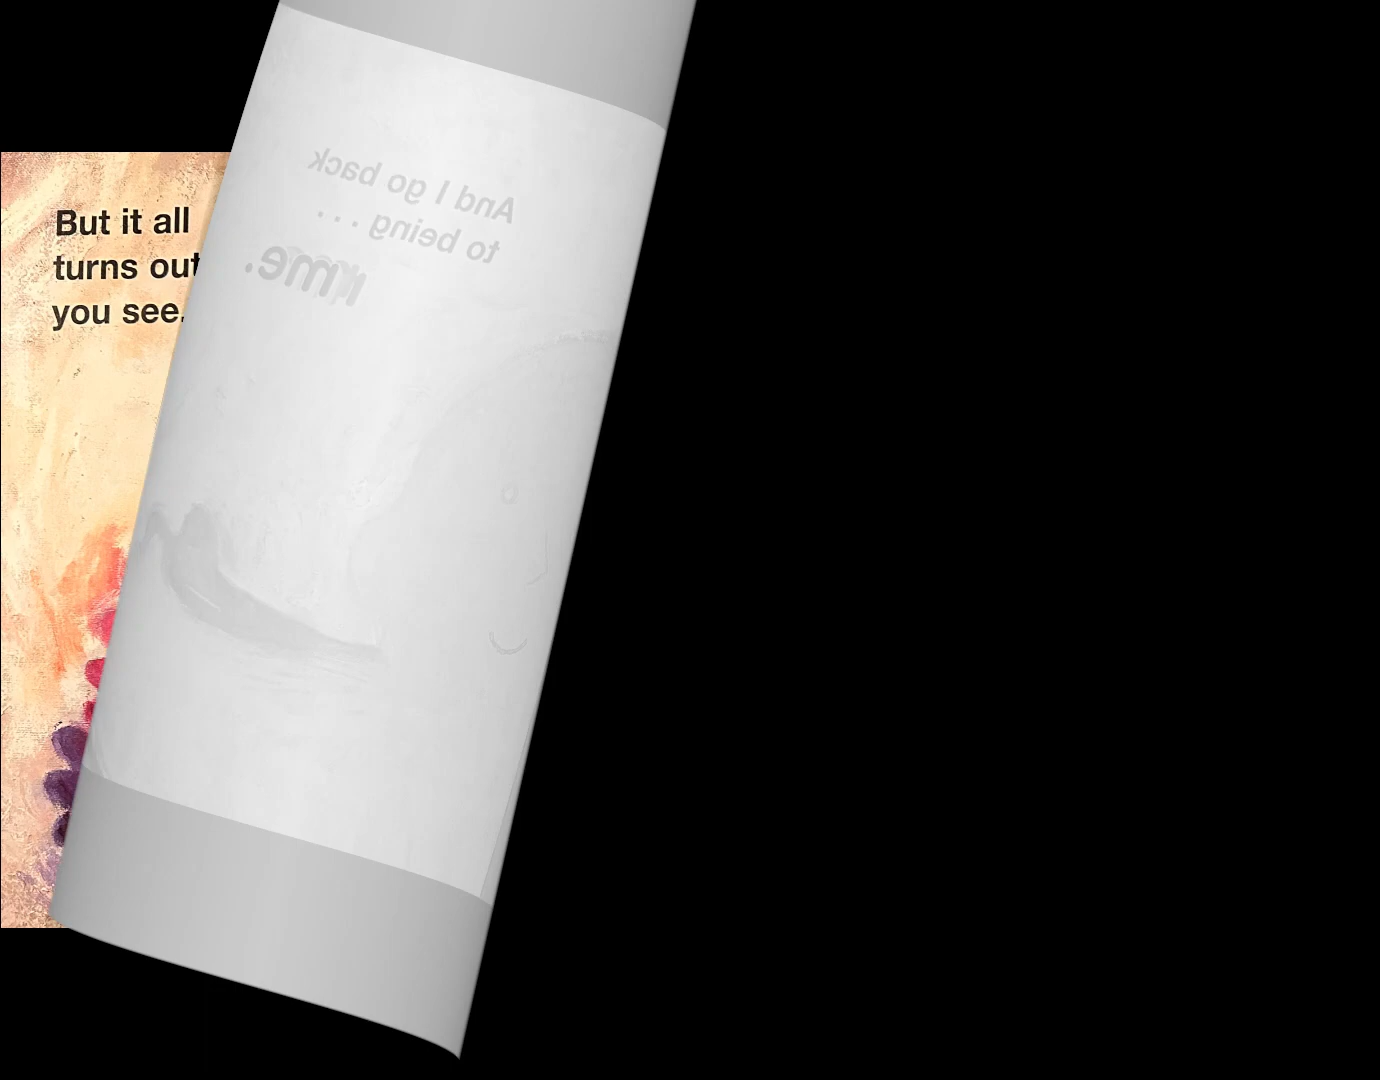 But it all
turns out
you see.
And I go back
to being . . .
me.